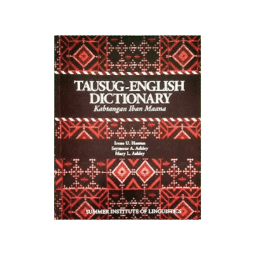 TAUSUG-ENGLISH
DICTIONARY
Kabtangan Iban Maana
Irene U. Hassan
Seymour A. Ashley
Mary L. Ashley
SUMMER INSTITUTE OF LINGUISTICS